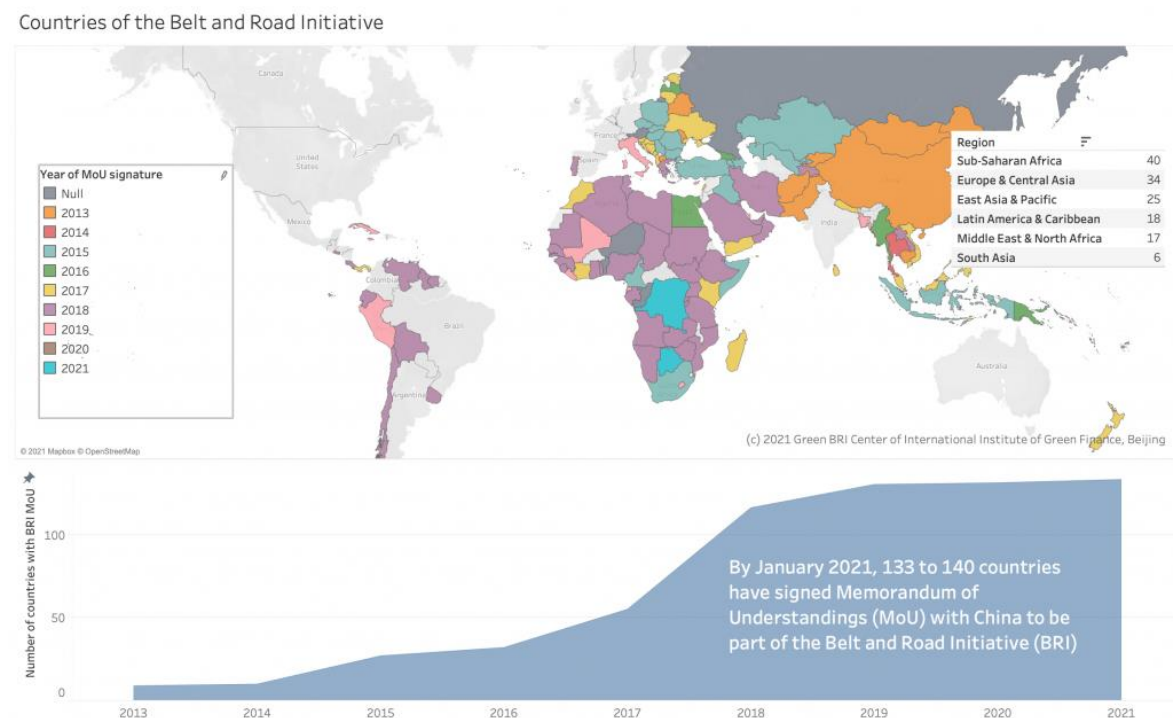 Countries of the Belt and Road Initiative
Canada
United States
Mexico
Colombia
Brazil
Argentina
France
Spain
India
Australia
Year of MoU signature
Null
2013
2014
2015
2016
2017
2018
2019
2020
2021
Region
Sub-Saharan Africa 40
Europe & Central Asia 34
East Asia & Pacific 25
Latin America & Caribbean 18
Middle East & North Africa 17
South Asia 6
(c) 2021 Green BRI Center of International Institute of Green Finance, Beijing
© 2021 Mapbox © OpenStreetMap
Number of countries with BRI MoU
100
50
0
By January 2021, 133 to 140 countries
have signed Memorandum of
Understandings (MoU) with China to be
part of the Belt and Road Initiative (BRI)
2013 2014 2015 2016 2017 2018 2019 2020 2021